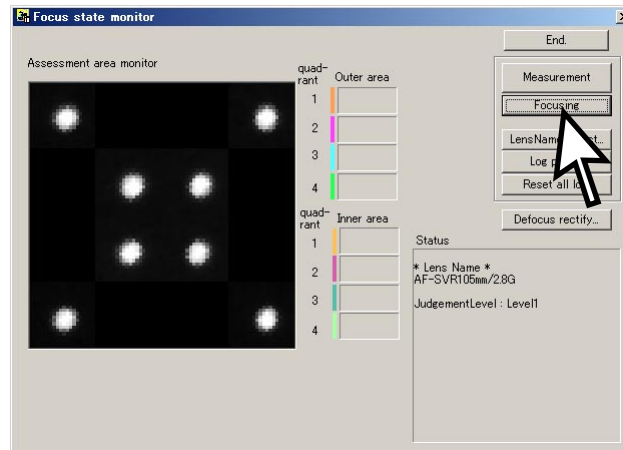 Focus state monitor
End.
Assessment area monitor
quad-
rant
Outer area
1
2
3
4
Measurement
Focusing
LensName
Log
Reset all
Defocus rectify...
quad-
rant
Inner area
1
2
3
4
Status
* Lens Name *
AF-SVR105mm/2.8G
JudgementLevel : Level1